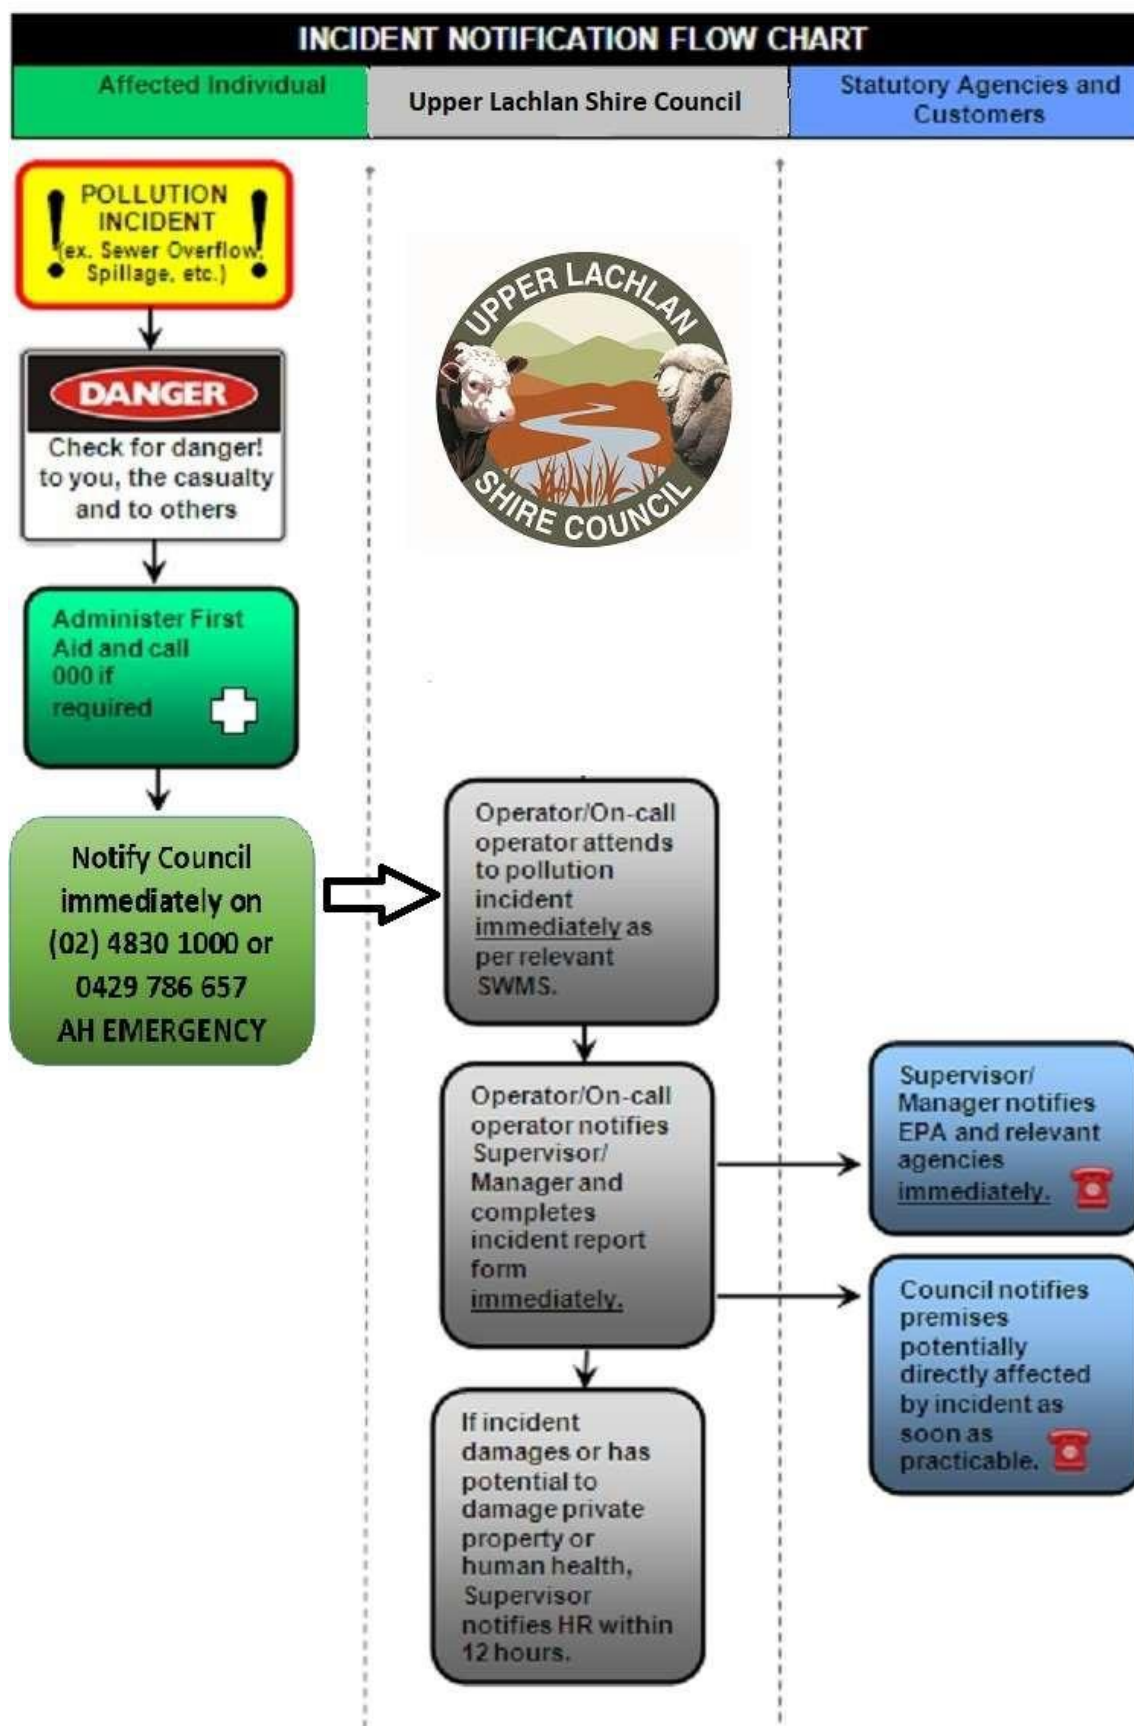 INCIDENT NOTIFICATION FLOW CHART
Affected Individual
Upper Lachlan Shire Council
Statutory Agencies and
Customers
! POLLUTION !
INCIDENT
(ex. Sewer Overflow,
Spillage, etc.)
DANGER
Check for danger!
to you, the casualty
and to others
UPPER LACHLAN
SHIRE COUNCIL
Administer First
Aid and call
000 if
required
Notify Council
immediately on
(02) 4830 1000 or
0429 786 657
AH EMERGENCY
Operator/On-call
operator attends
to pollution
incident
immediately as
per relevant
SWMS.
Operator/On-call
operator notifies
Supervisor/
Manager and
completes
incident report
form
immediately.
Supervisor/
Manager notifies
EPA and relevant
agencies
immediately.
Council notifies
premises
potentially
directly affected
by incident as
soon as
practicable.
If incident
damages or has
potential to
damage private
property or
human health,
Supervisor
notifies HR within
12 hours.